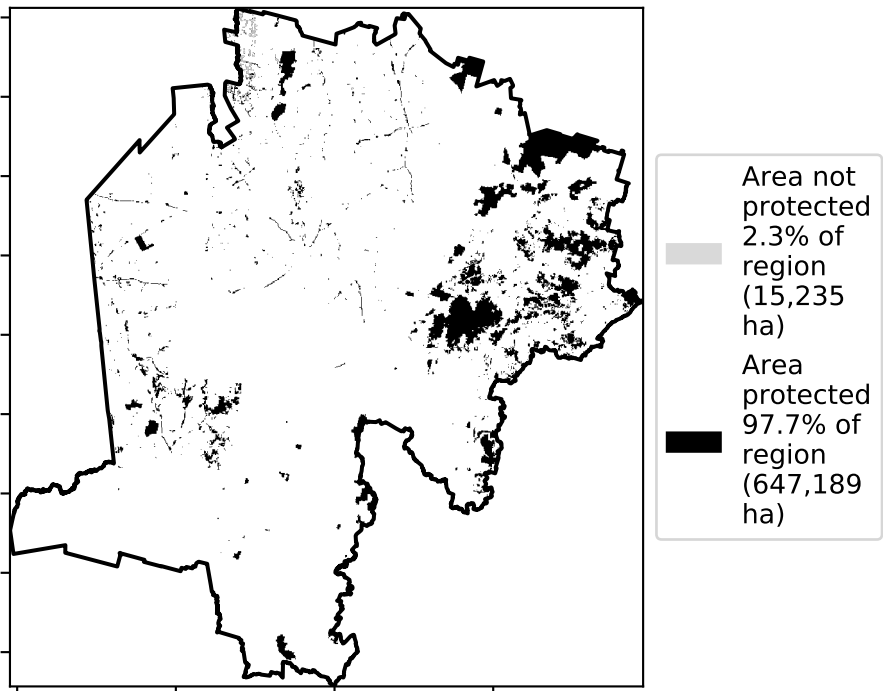 Area not
protected
2.3% of
region
(15,235
ha)
Area
protected
97.7% of
region
(647,189
ha)